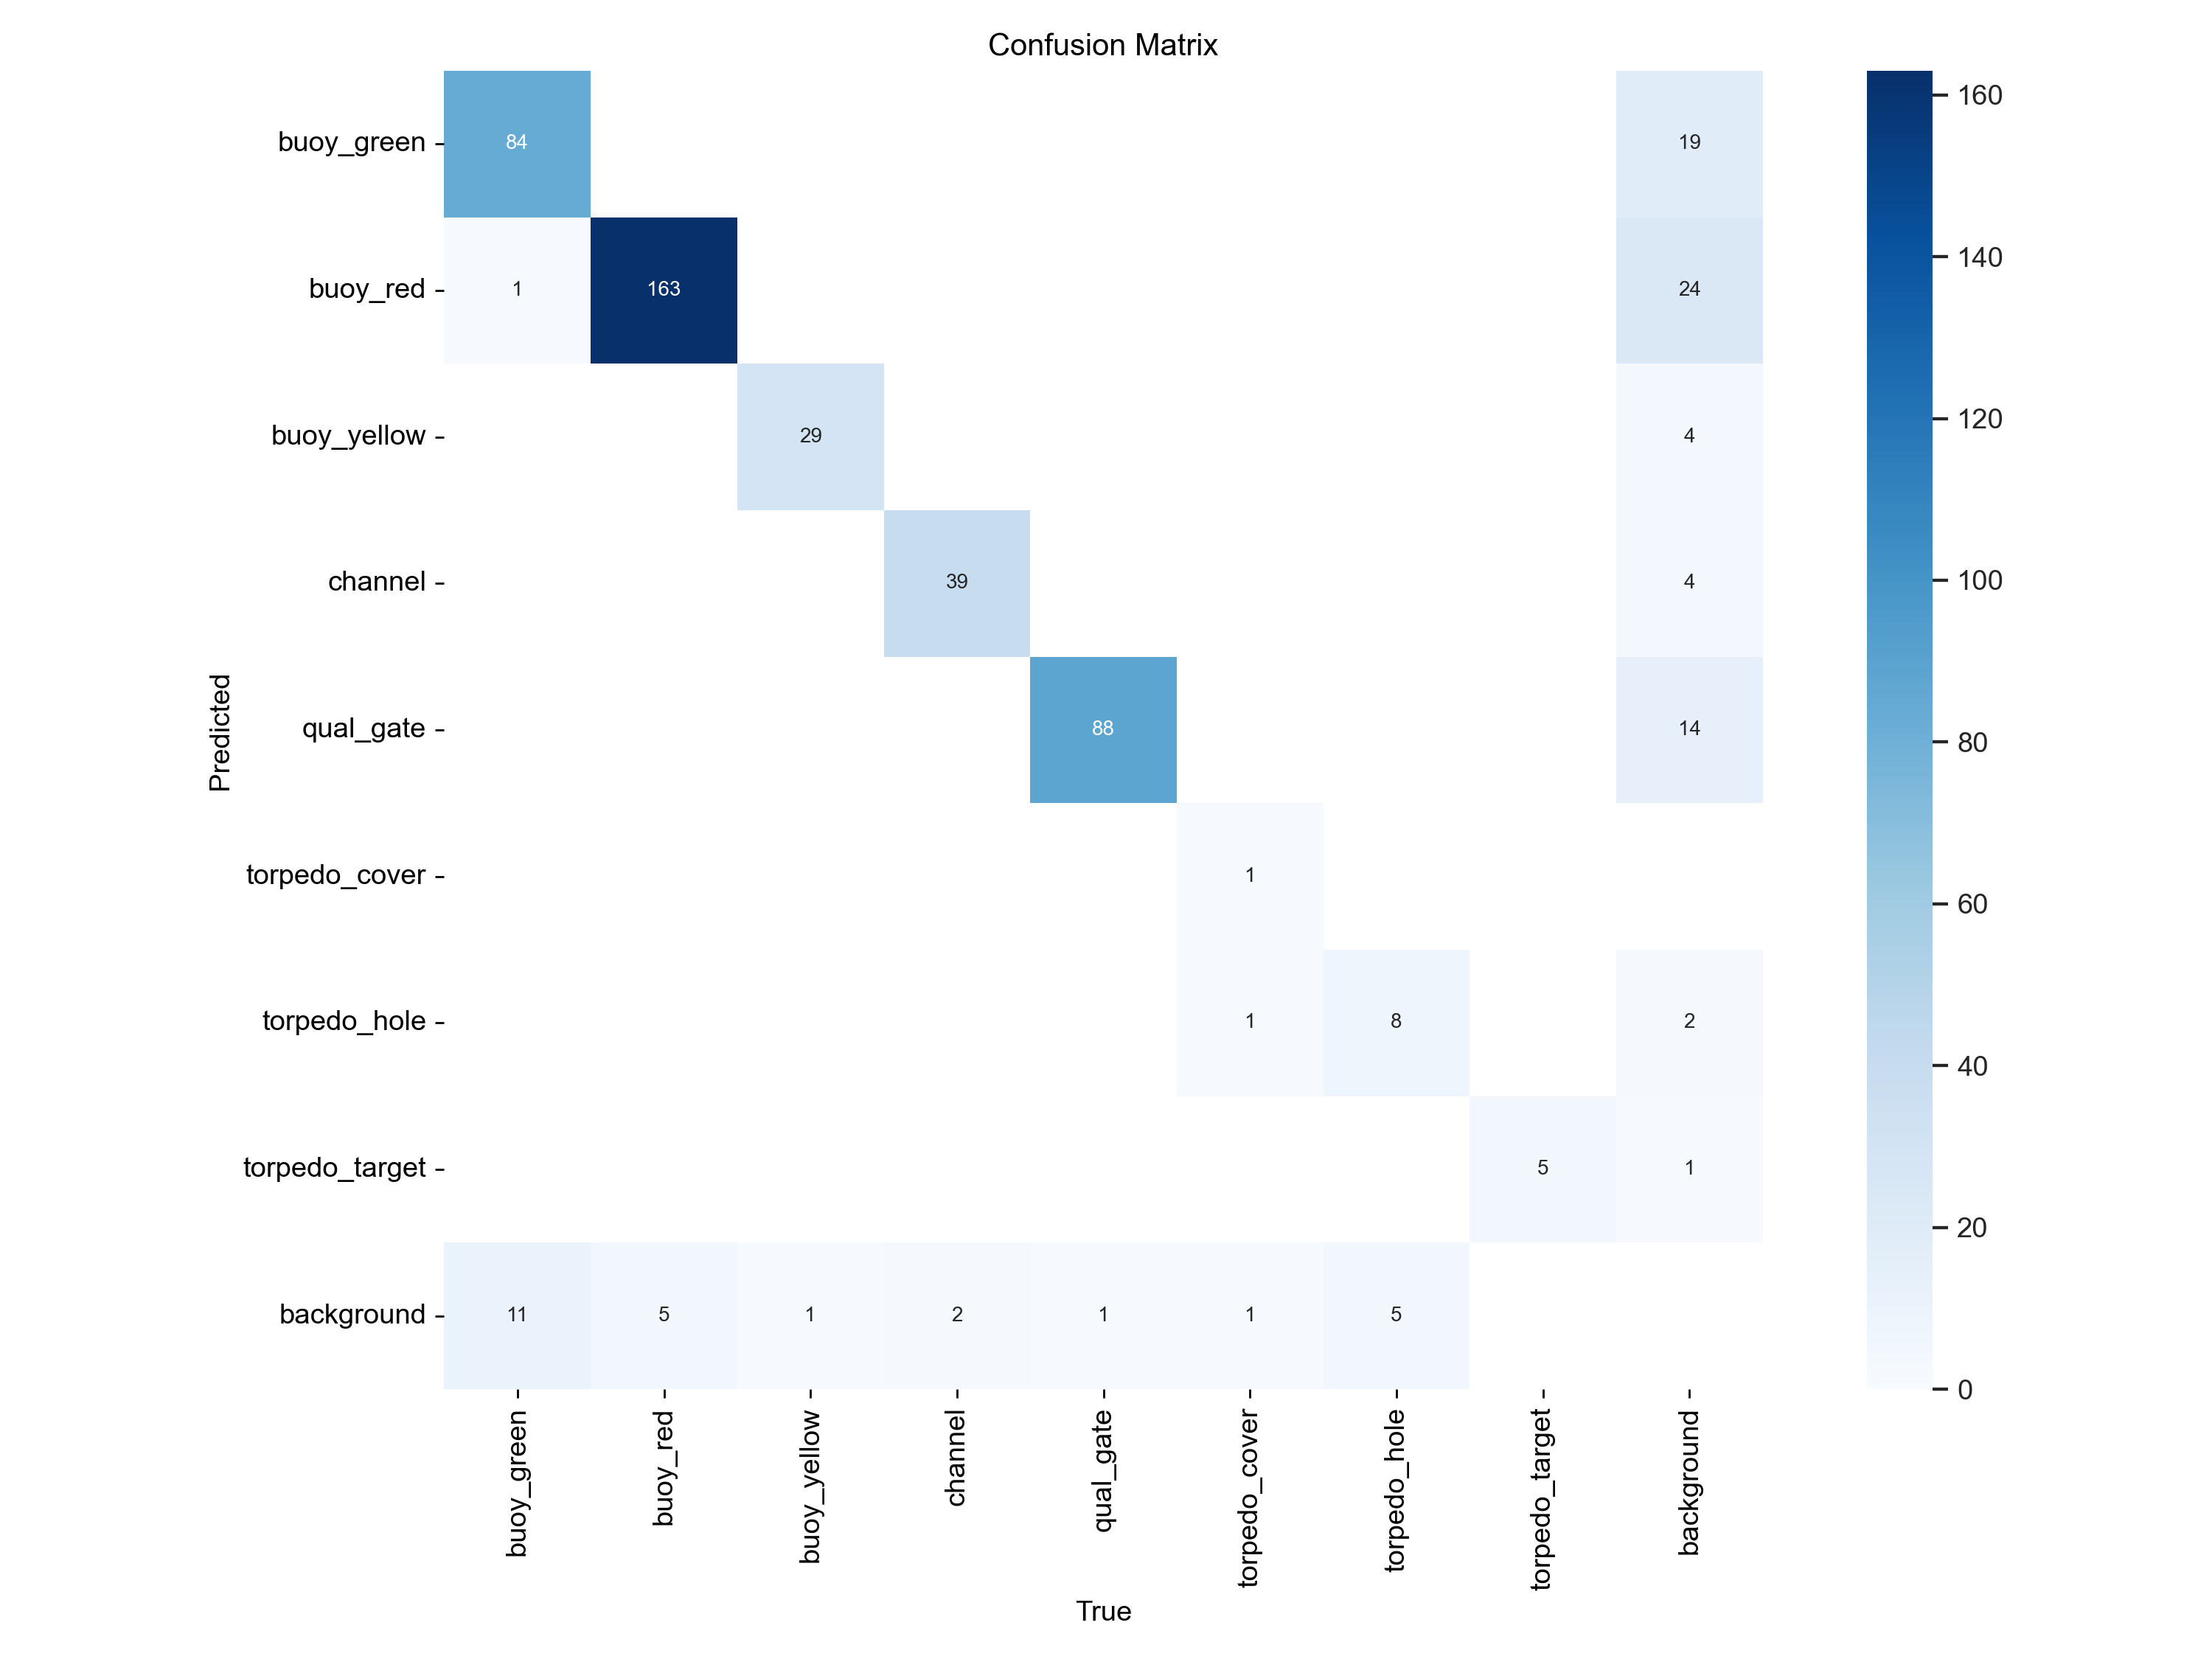 Confusion Matrix
buoy_green 84 19
buoy_red 1 163 24
buoy_yellow 29 4
channel 39 4
qual_gate 88 14
torpedo_cover 1
torpedo_hole 1 8 2
torpedo_target 5 1
background 11 5 1 2 1 1 5
Predicted
buoy_green buoy_red buoy_yellow channel qual_gate torpedo_cover torpedo_hole torpedo_target background
True
160
140
120
100
80
60
40
20
0